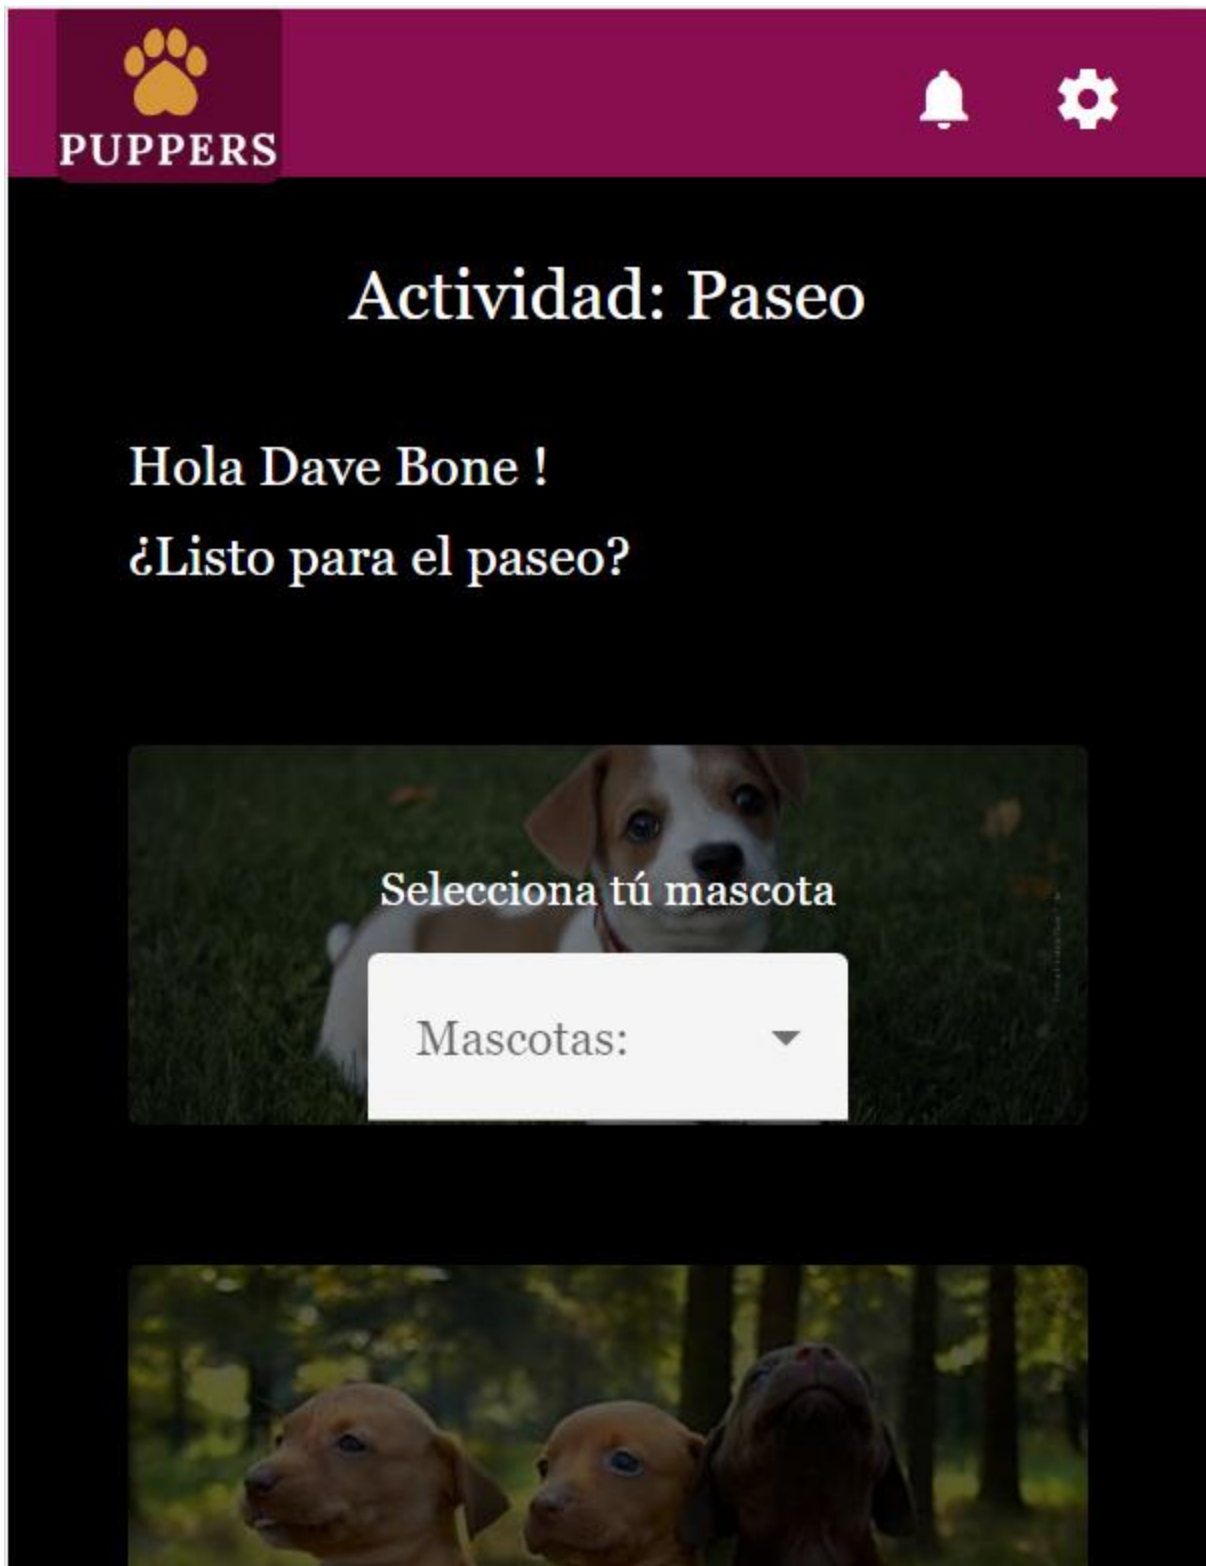 PUPPERS
Actividad: Paseo
Hola Dave Bone !
¿Listo para el paseo?
Selecciona tú mascota
Mascotas: